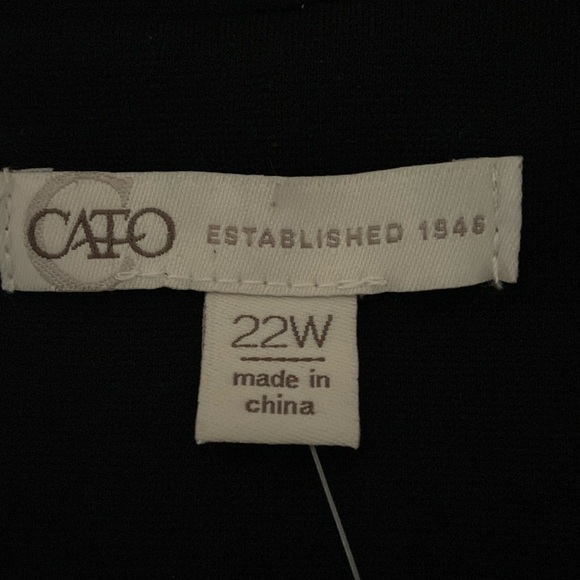 CATO ESTABLISHED 1946
22W
made in
china